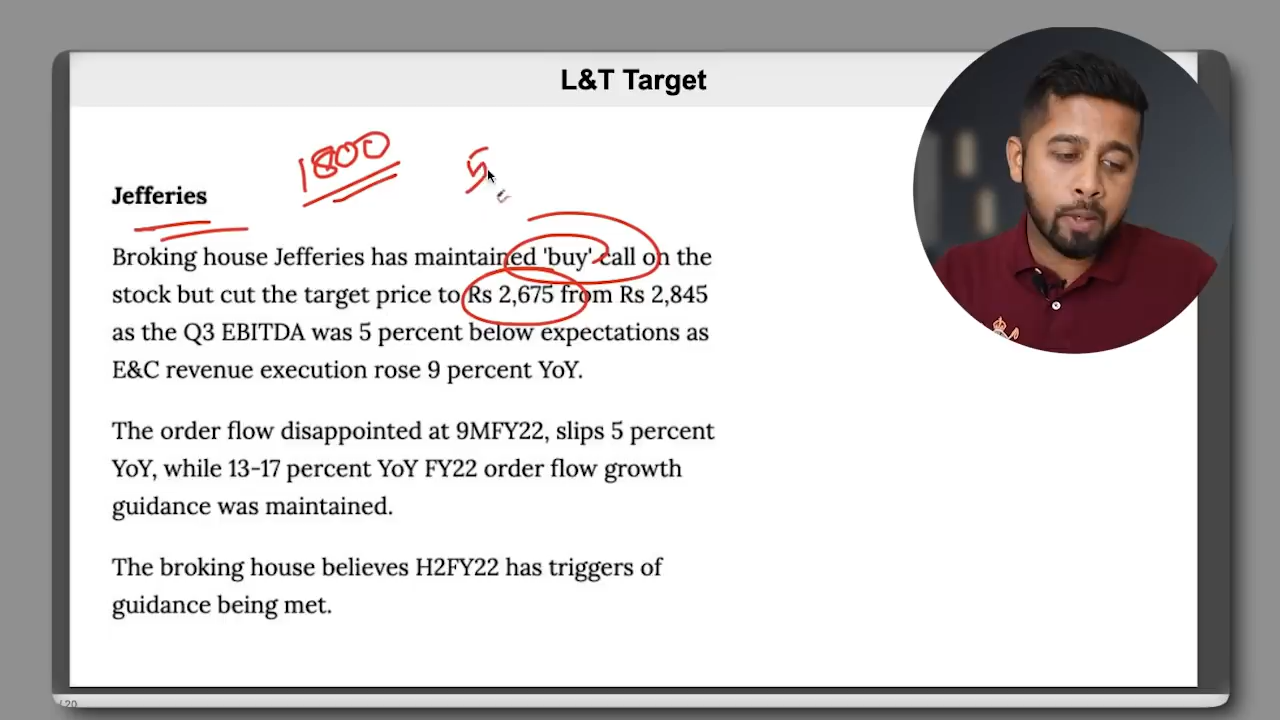 L&T Target
1800 5
Jefferies
Broking house Jefferies has maintained 'buy' call on the
stock but cut the target price to Rs 2,675 from Rs 2,845
as the Q3 EBITDA was 5 percent below expectations as
E&C revenue execution rose 9 percent YoY.
The order flow disappointed at 9MFY22, slips 5 percent
YoY, while 13-17 percent YoY FY22 order flow growth
guidance was maintained.
The broking house believes H2FY22 has triggers of
guidance being met.
/20